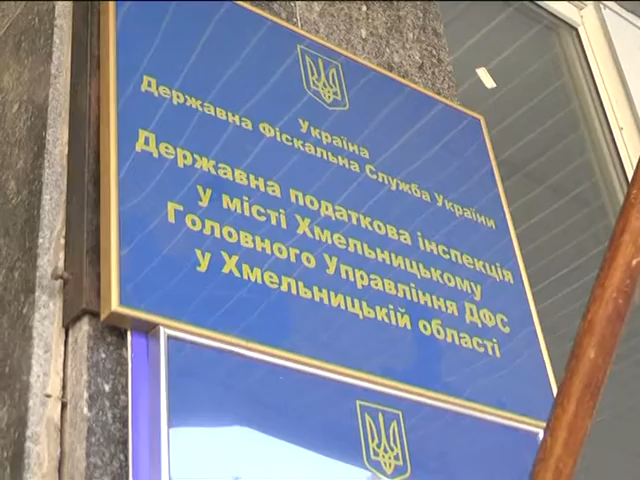 Україна
Державна Фіскальна Служба України
Державна податкова інспекція
у місті Хмельницькому
Головного Управління ДФС
у Хмельницькій області